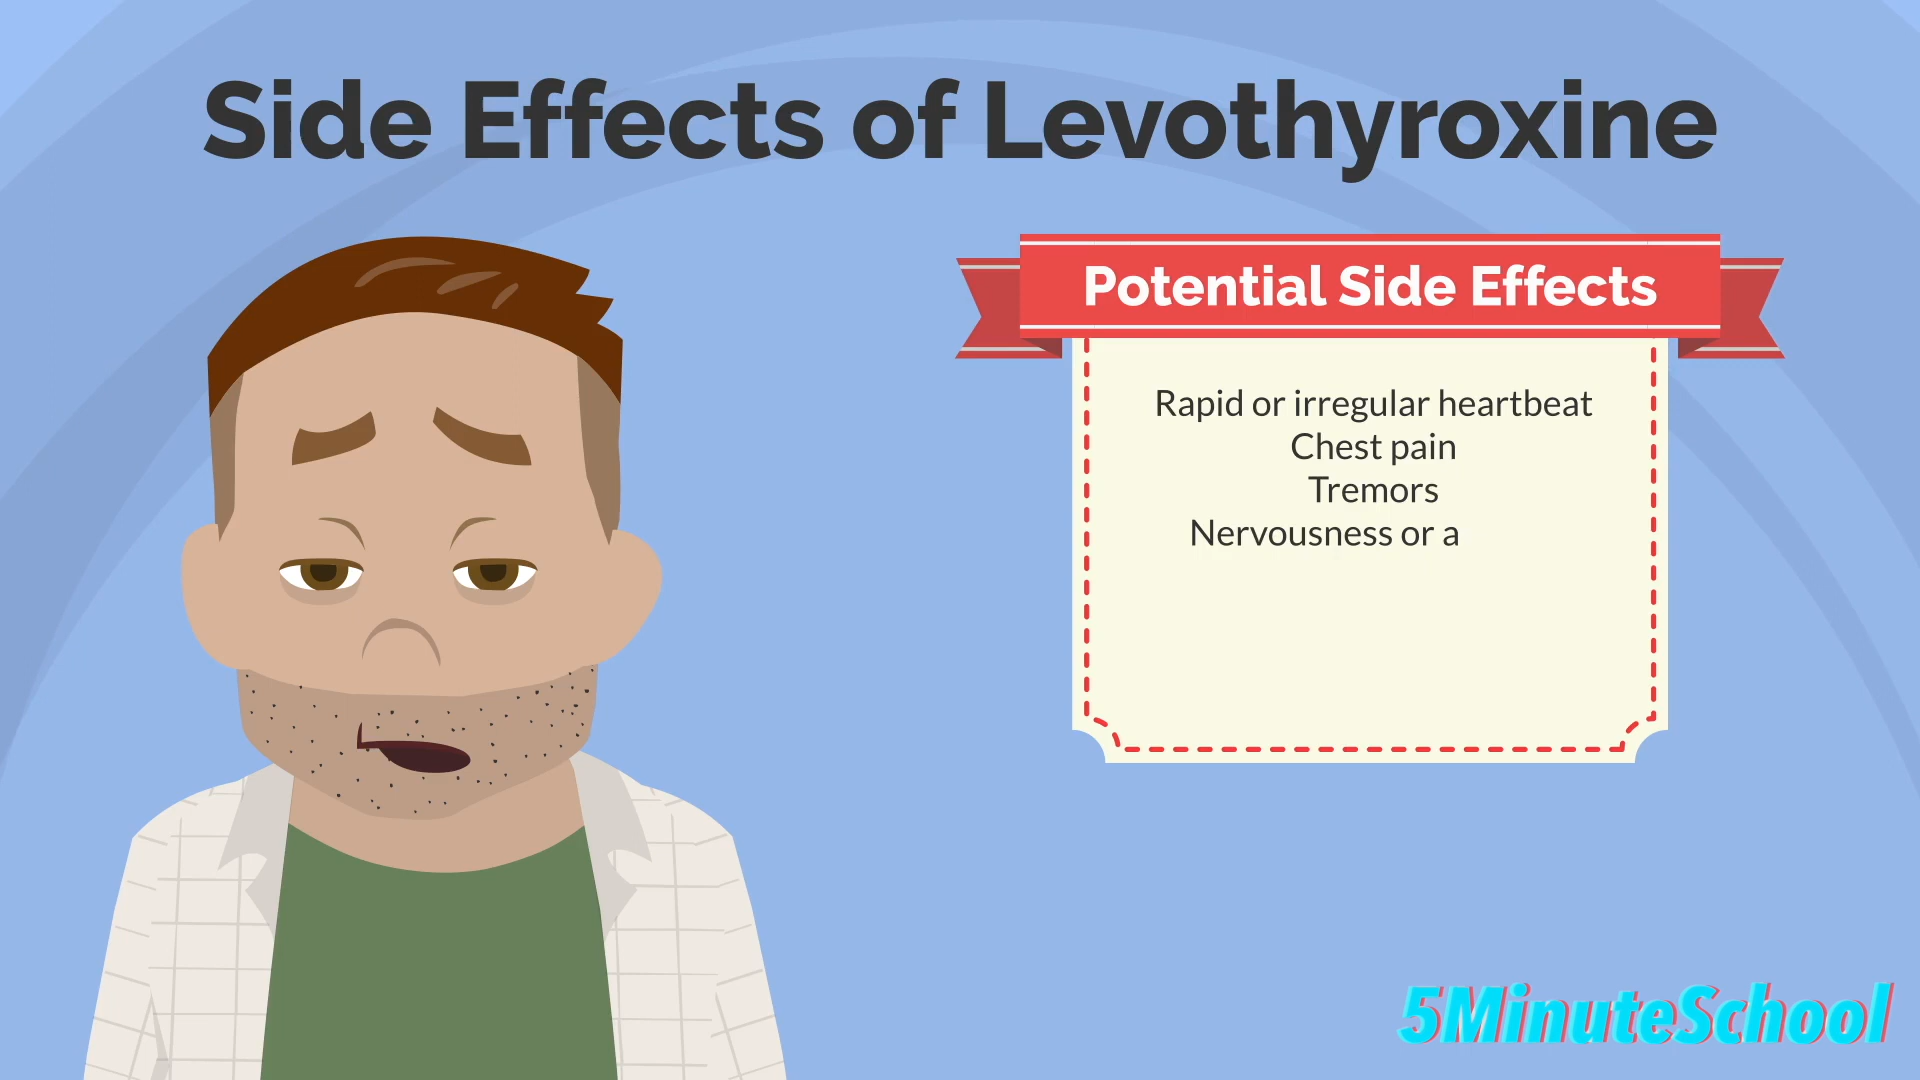 Side Effects of Levothyroxine
Potential Side Effects
Rapid or irregular heartbeat
Chest pain
Tremors
Nervousness or a
5MinuteSchool